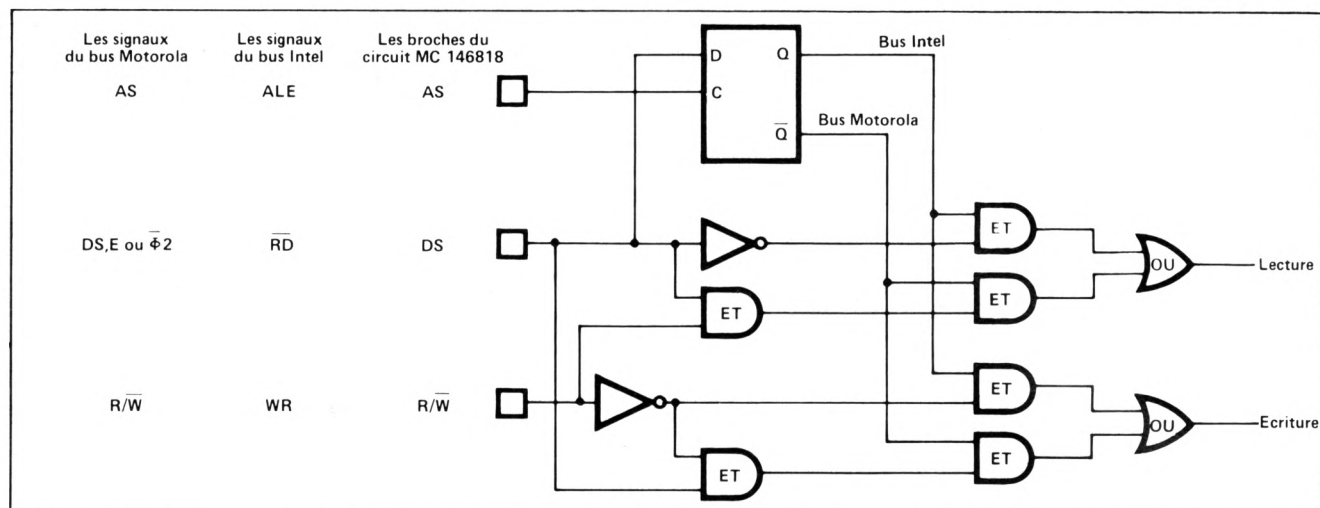 Les signaux
du bus Motorola
Les signaux
du bus Intel
Les broches du
circuit MC 146818
AS
ALE
AS
D
Q
C
Q̅
Bus Intel
Bus Motorola
DS,E ou Φ̅2
R̅D̅
DS
ET
ET
ET
OU
Lecture
R/W̅
WR
R/W̅
ET
ET
ET
OU
Ecriture